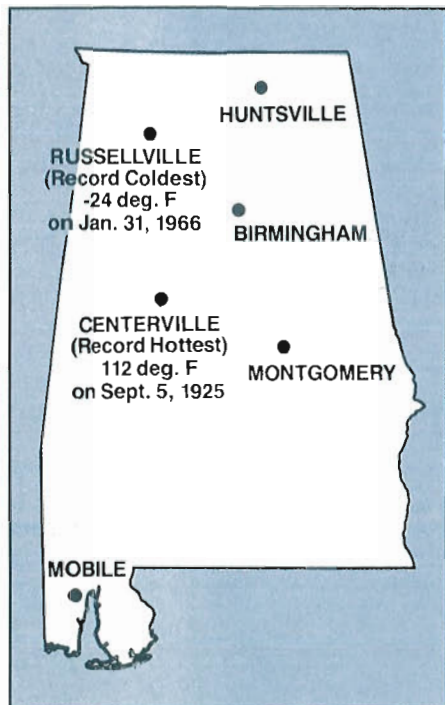 HUNTSVILLE
RUSSELLVILLE
(Record Coldest)
-24 deg. F
on Jan. 31, 1966
BIRMINGHAM
CENTERVILLE
(Record Hottest)
112 deg. F
on Sept. 5, 1925
MONTGOMERY
MOBILE